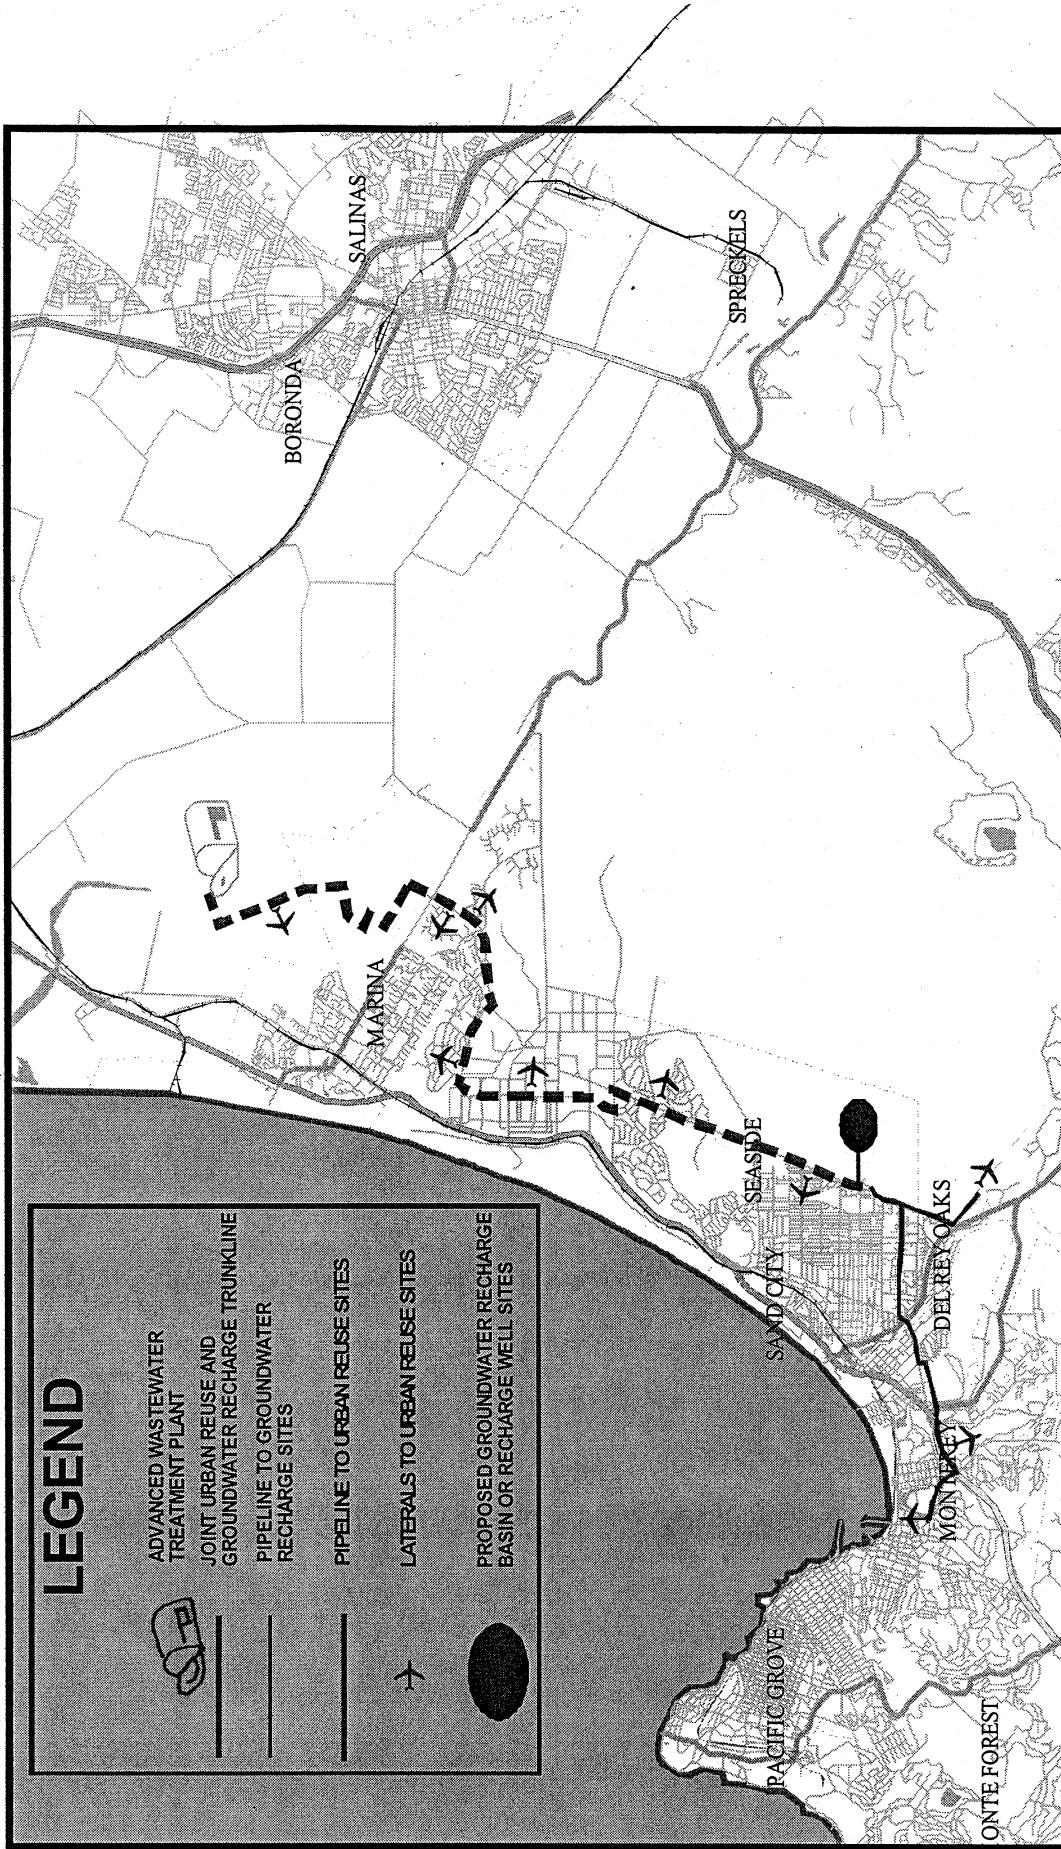 LEGEND
ADVANCED WASTEWATER
TREATMENT PLANT
JOINT URBAN REUSE AND
GROUNDWATER RECHARGE TRUNKLINE
PIPELINE TO GROUNDWATER
RECHARGE SITES
PIPELINE TO URBAN REUSE SITES
LATERALS TO URBAN REUSE SITES
PROPOSED GROUNDWATER RECHARGE
BASIN OR RECHARGE WELL SITES
SALINAS
BORONDA
SPRECKELS
MARINA
SEASIDE
SAND CITY
DEL REY OAKS
MONTEREY
PACIFIC GROVE
ONTE FOREST